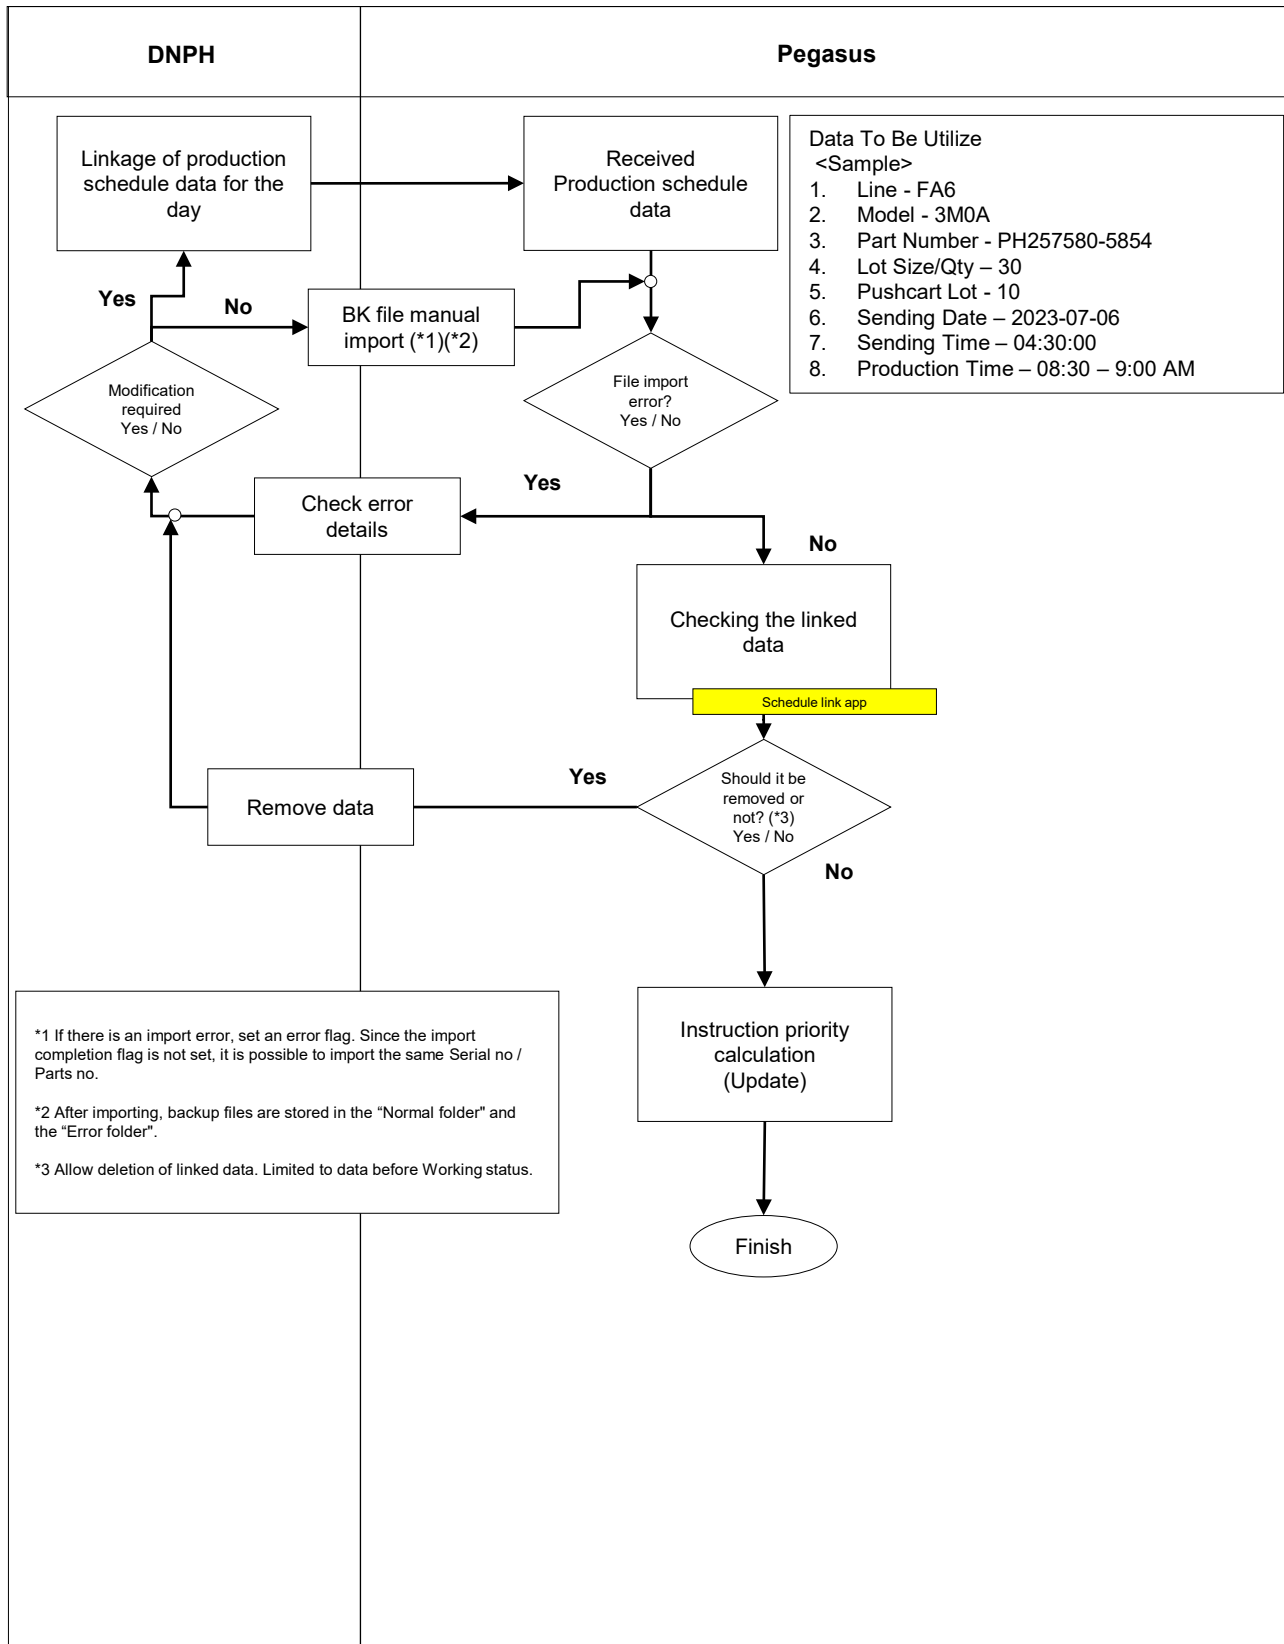 DNPH
Pegasus
Linkage of production
schedule data for the
day
Received
Production schedule
data
Data To Be Utilize
<Sample>
1. Line - FA6
2. Model - 3M0A
3. Part Number - PH257580-5854
4. Lot Size/Qty – 30
5. Pushcart Lot - 10
6. Sending Date – 2023-07-06
7. Sending Time – 04:30:00
8. Production Time – 08:30 – 9:00 AM
Yes
No
BK file manual
import (*1)(*2)
Modification
required
Yes / No
File import
error?
Yes / No
Yes
Check error
details
No
Checking the linked
data
Schedule link app
Remove data
Yes
Should it be
removed or
not? (*3)
Yes / No
No
*1 If there is an import error, set an error flag. Since the import
completion flag is not set, it is possible to import the same Serial no /
Parts no.
*2 After importing, backup files are stored in the “Normal folder" and
the “Error folder".
*3 Allow deletion of linked data. Limited to data before Working status.
Instruction priority
calculation
(Update)
Finish